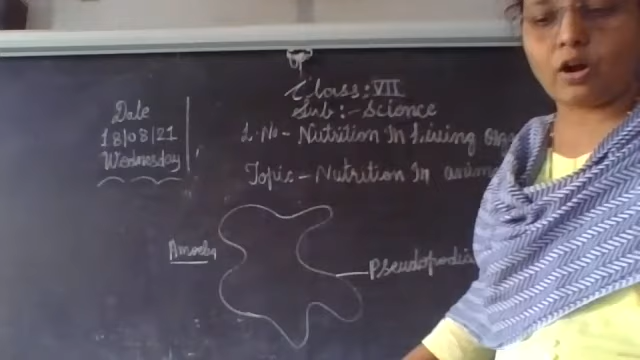 Date
18/08/21
Wednesday
Class: VII
Sub:- Science
L.No- Nutrition In Living
Topic - Nutrition In
Amoeba
Pseudopodia